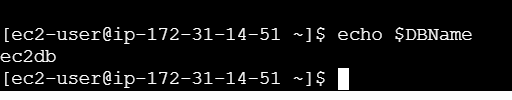 [ec2-user@ip-172-31-14-51 ~]$ echo $DBName
ec2db
[ec2-user@ip-172-31-14-51 ~]$